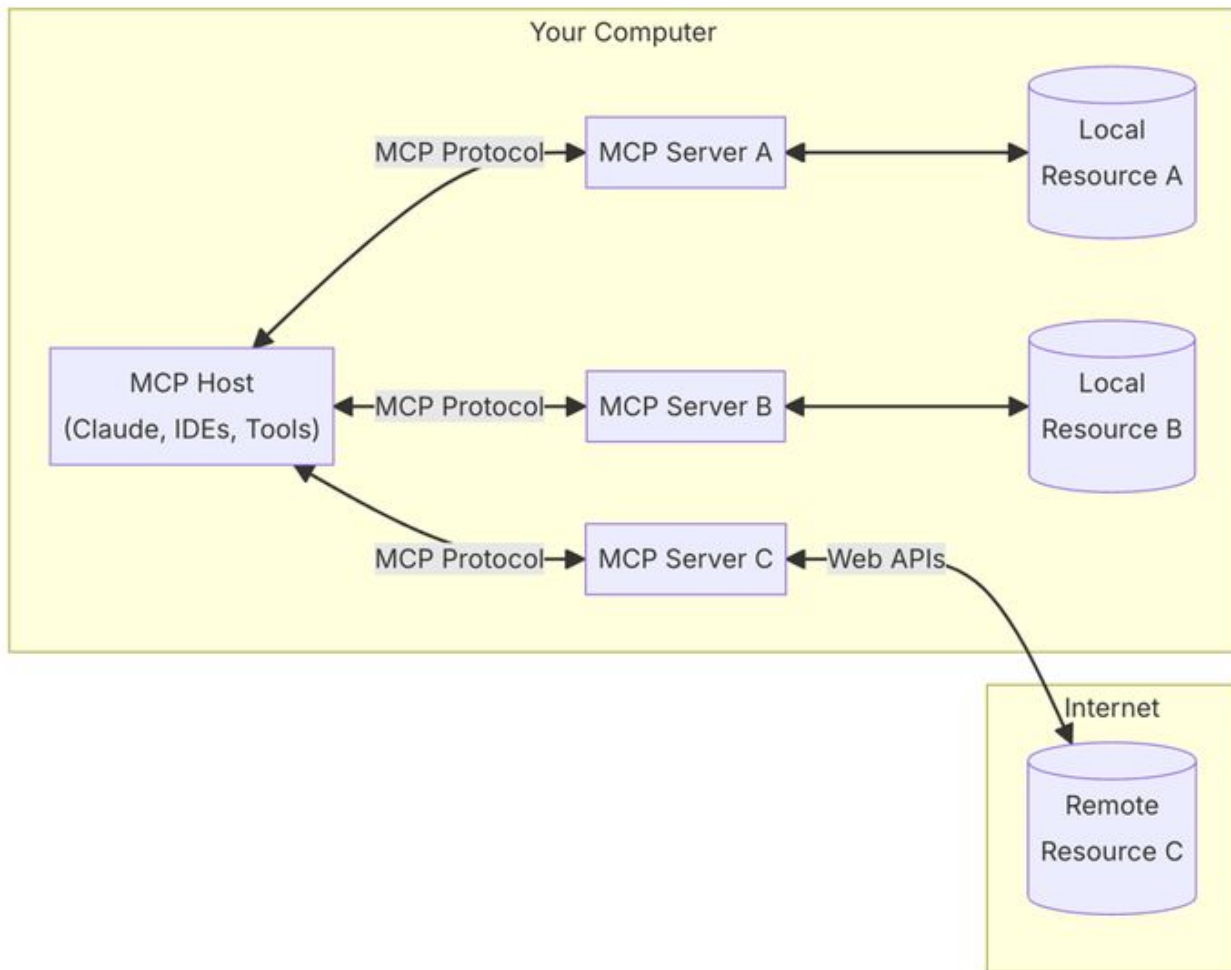 Your Computer
MCP Protocol
MCP Server A
Local
Resource A
MCP Host
(Claude, IDEs, Tools)
MCP Protocol
MCP Server B
Local
Resource B
MCP Protocol
MCP Server C
Web APIs
Internet
Remote
Resource C